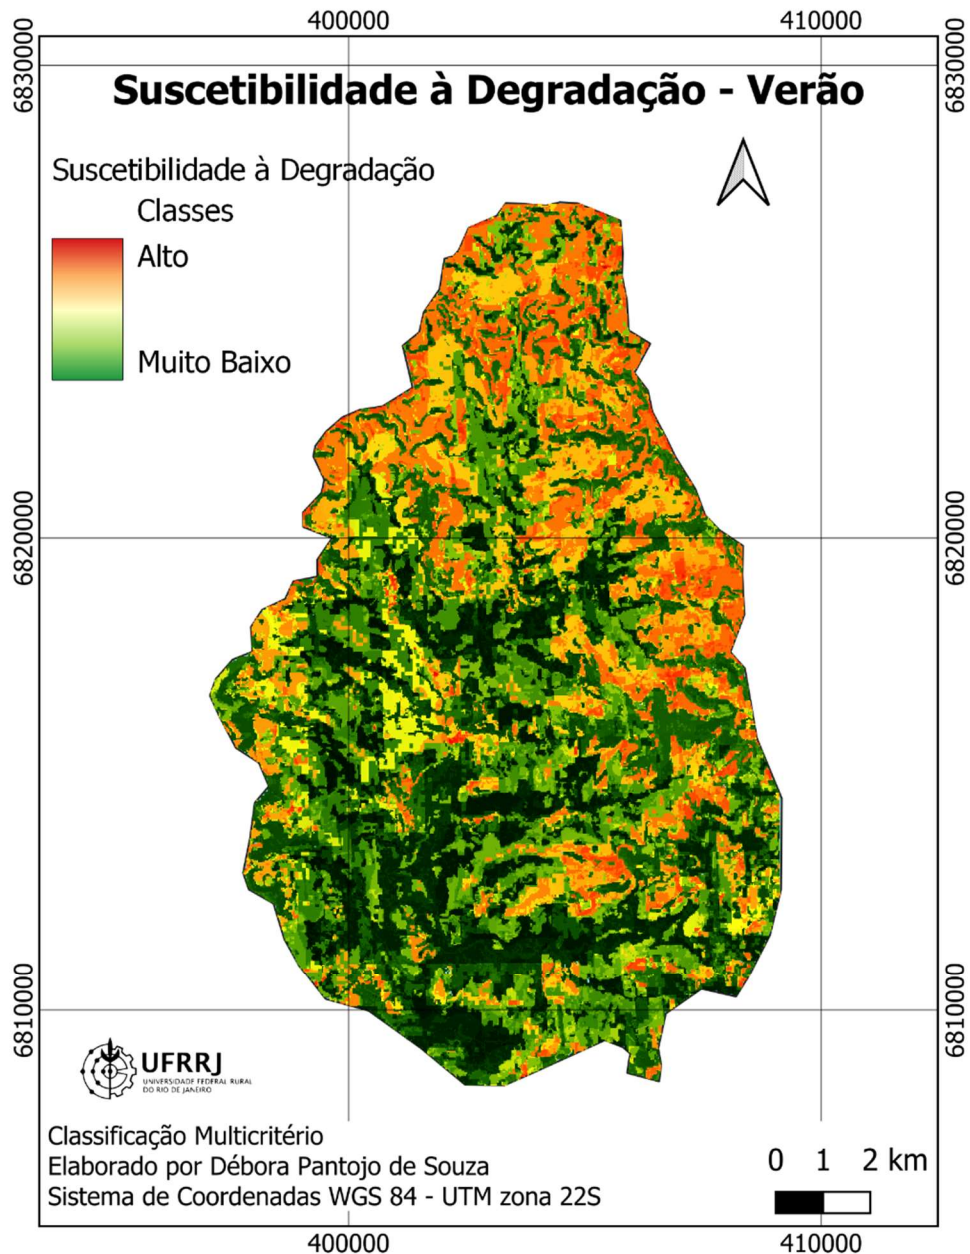 400000
410000
6830000
6830000
Suscetibilidade à Degradação - Verão
Suscetibilidade à Degradação
Classes
Alto
Muito Baixo
6820000
6820000
6810000
6810000
UFRRJ
UNIVERSIDADE FEDERAL RURAL
DO RIO DE JANEIRO
Classificação Multicritério
Elaborado por Débora Pantojo de Souza
Sistema de Coordenadas WGS 84 - UTM zona 22S
0 1 2 km
400000
410000